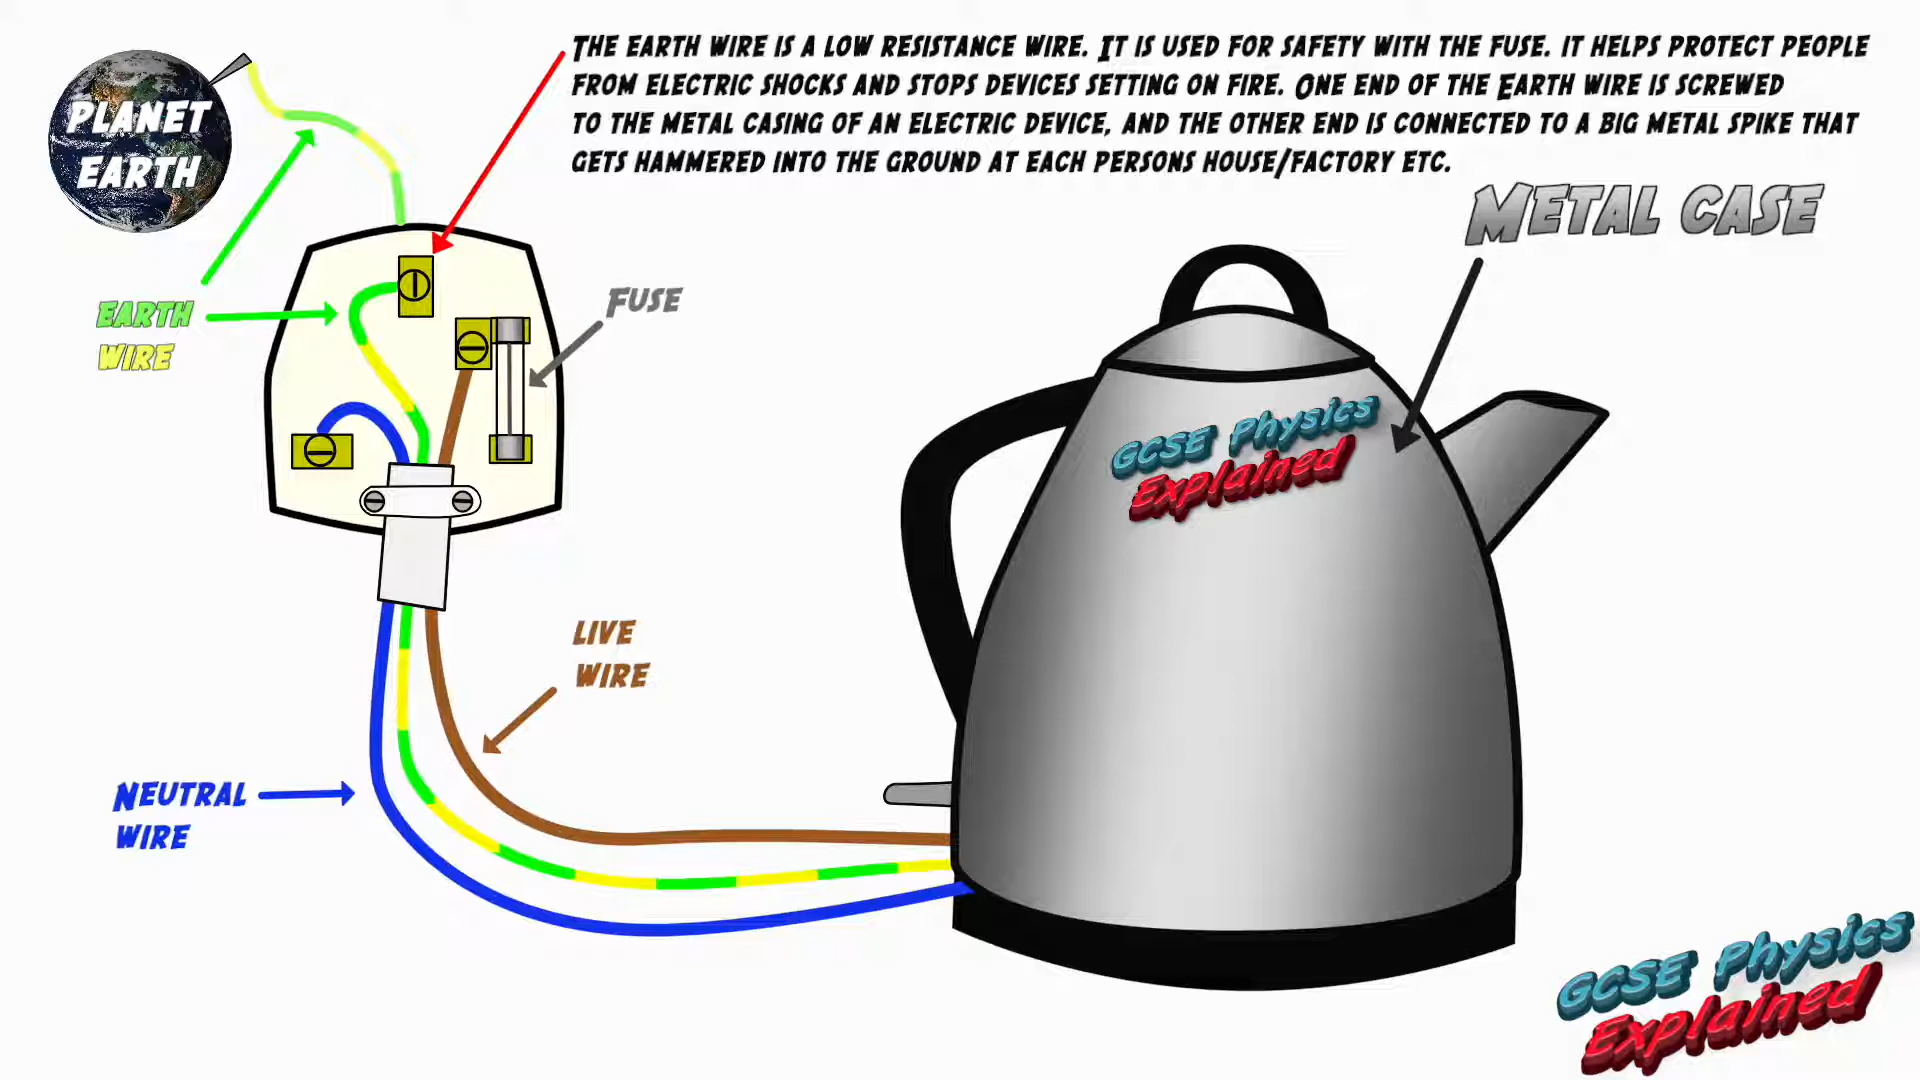 THE EARTH WIRE IS A LOW RESISTANCE WIRE. IT IS USED FOR SAFETY WITH THE FUSE. IT HELPS PROTECT PEOPLE
FROM ELECTRIC SHOCKS AND STOPS DEVICES SETTING ON FIRE. ONE END OF THE EARTH WIRE IS SCREWED
TO THE METAL CASING OF AN ELECTRIC DEVICE, AND THE OTHER END IS CONNECTED TO A BIG METAL SPIKE THAT
GETS HAMMERED INTO THE GROUND AT EACH PERSONS HOUSE/FACTORY ETC.
PLANET
EARTH
METAL CASE
FUSE
EARTH
WIRE
GCSE Physics
Explained
LIVE
WIRE
NEUTRAL
WIRE
GCSE Physics
Explained